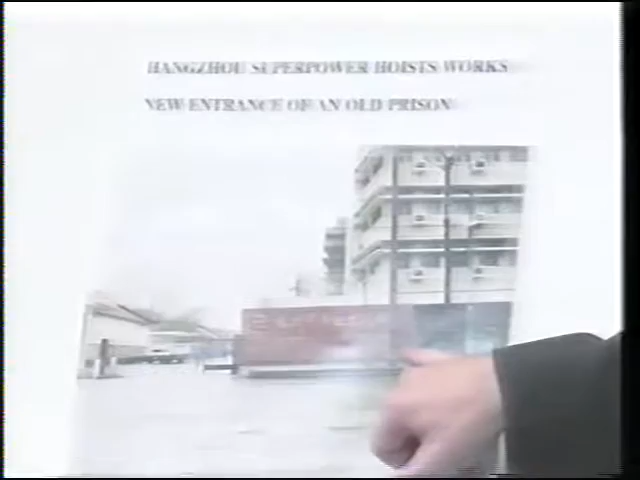 HANGZHOU SUPERPOWER HOISTS WORKS
NEW ENTRANCE OF AN OLD PRISON